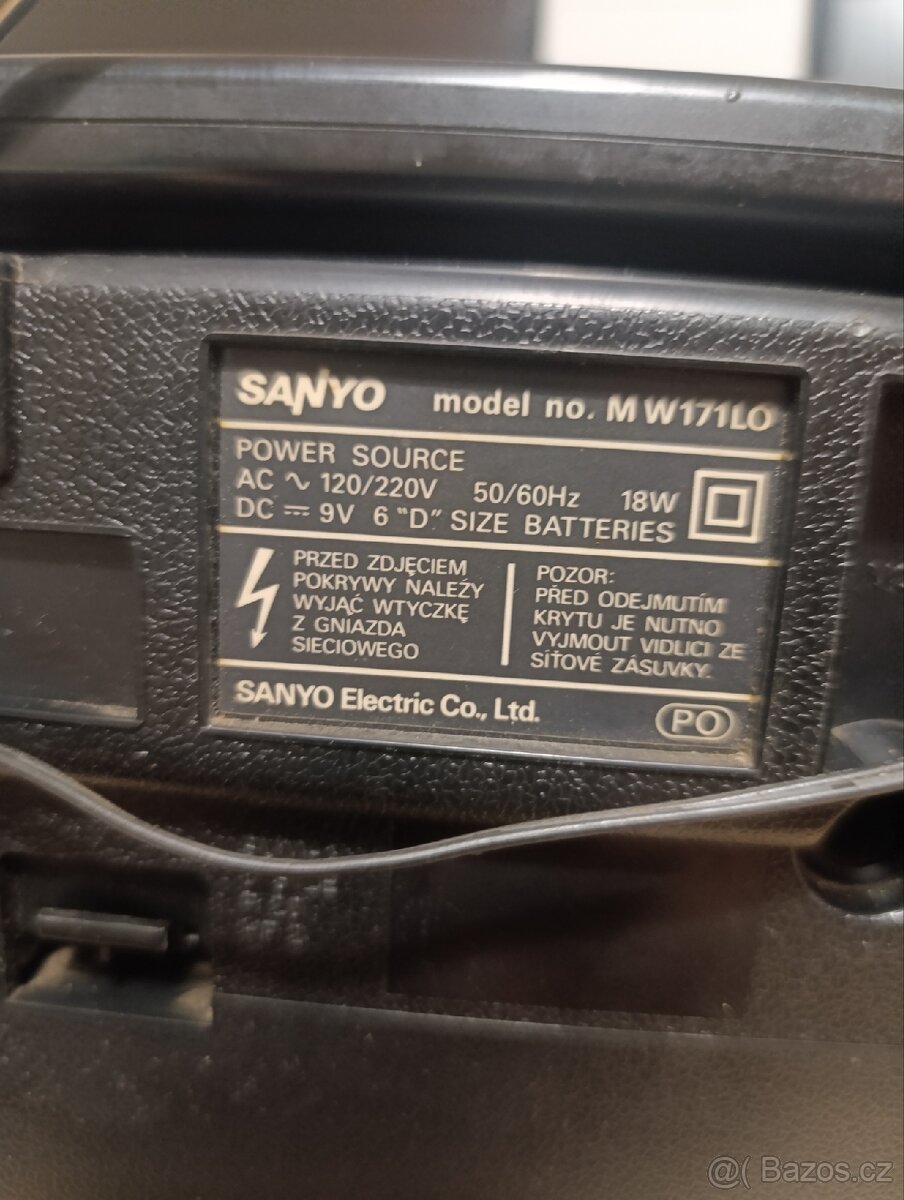 SANYO model no. MW171LO
POWER SOURCE
AC ∿ 120/220V 50/60Hz 18W
DC ⎓ 9V 6 "D" SIZE BATTERIES
PRZED ZDJĘCIEM
POKRYWY NALEŻY
WYJĄĆ WTYCZKĘ
Z GNIAZDA
SIECIOWEGO
POZOR:
PŘED ODEJMUTÍM
KRYTU JE NUTNO
VYJMOUT VIDLICI ZE
SÍŤOVÉ ZÁSUVKY.
SANYO Electric Co., Ltd.
PO
@( Bazos.cz